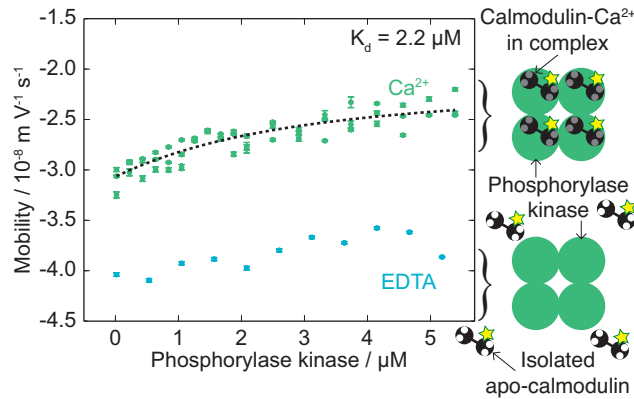 -1.5
-2.0
-2.5
-3.0
-3.5
-4.0
-4.5
Mobility / 10⁻⁸ m V⁻¹ s⁻¹
K_d = 2.2 μM
Ca²⁺
EDTA
0 1 2 3 4 5
Phosphorylase kinase / μM
Calmodulin-Ca²⁺
in complex
Phosphorylase
kinase
Isolated
apo-calmodulin